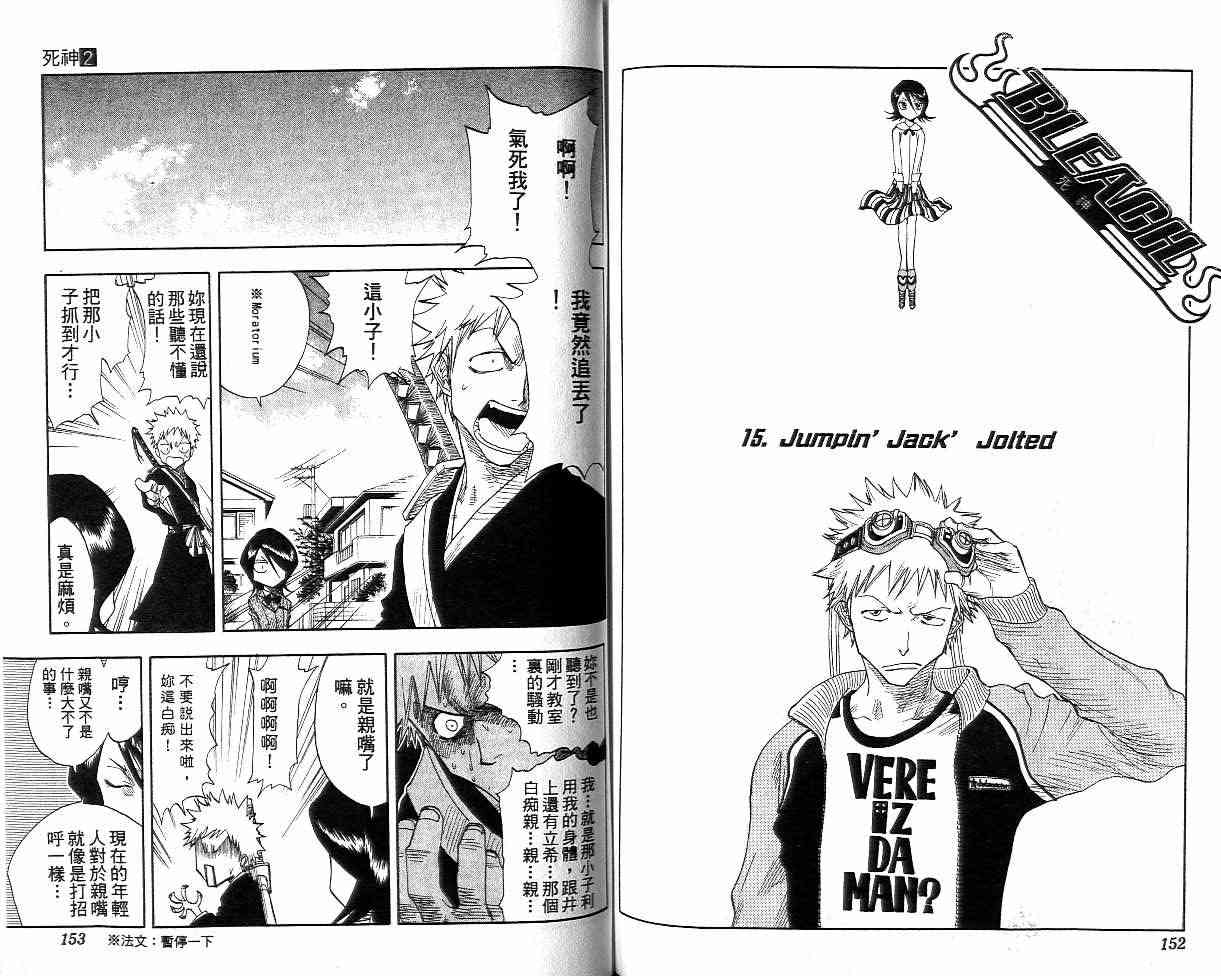 BLEACH
死神
15. Jumpin' Jack' Jolted
VERE
IZ
DA
MAN?
152
死神2
啊啊！
氣死我了！
我竟然追丟了
！
這小子！
※Moratorium
妳現在還說
那些聽不懂
的話！
把那小
子抓到才行…
真是麻煩。
妳不是也
聽到了？
剛才教室
裏的騷動
…
我…就是那小子利
用我的身體，跟井
上還有立希…那個
白痴親…親…親…
就是親嘴了
嘛。
啊啊啊啊！
不要說出來啦，
妳這白痴！
哼…
親嘴又不是
什麼大不了
的事…
現在的年輕
人對於親嘴
就像是打招
呼一樣…
153
※法文：暫停一下